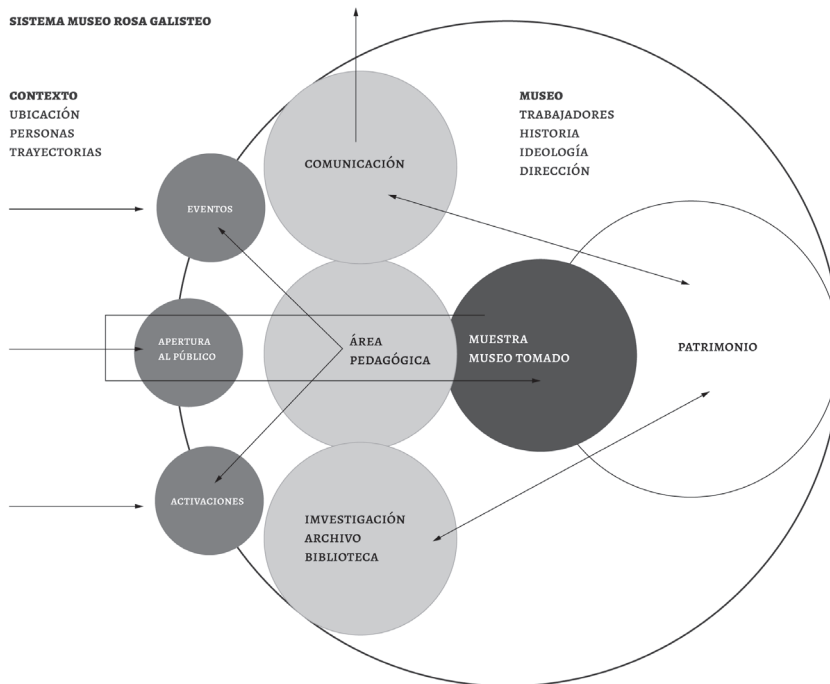 SISTEMA MUSEO ROSA GALISTEO
CONTEXTO
UBICACIÓN
PERSONAS
TRAYECTORIAS
MUSEO
TRABAJADORES
HISTORIA
IDEOLOGÍA
DIRECCIÓN
COMUNICACIÓN
EVENTOS
APERTURA
AL PÚBLICO
ÁREA
PEDAGÓGICA
MUESTRA
MUSEO TOMADO
PATRIMONIO
ACTIVACIONES
IMVESTIGACIÓN
ARCHIVO
BIBLIOTECA